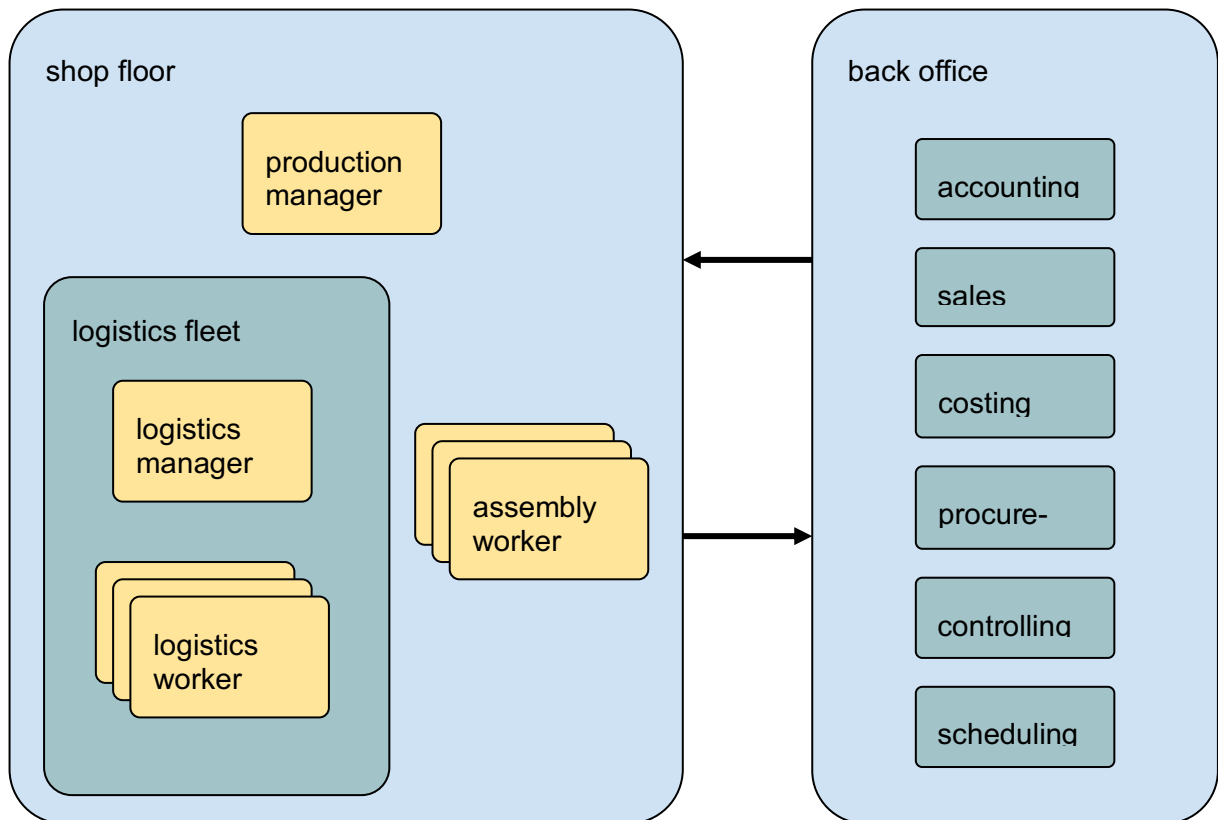 shop floor
production
manager
logistics fleet
logistics
manager
assembly
worker
logistics
worker
back office
accounting
sales
costing
procure-
controlling
scheduling